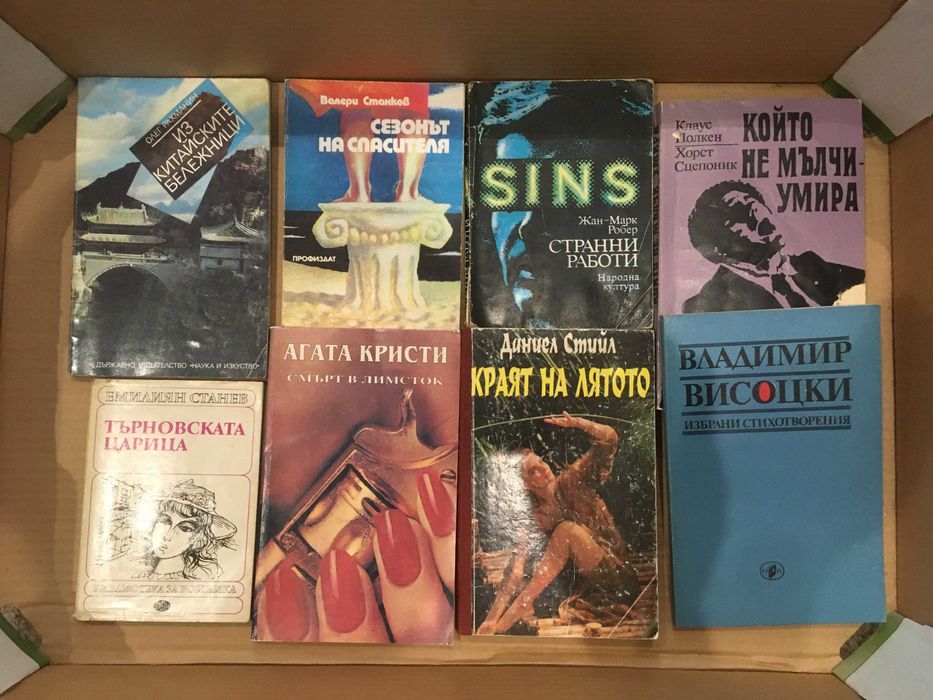 ОЛЕГ РАХМАНИН
ИЗ
КИТАЙСКИТЕ
БЕЛЕЖНИЦИ
ДЪРЖАВНО ИЗДАТЕЛСТВО «НАУКА И ИЗКУСТВО»
Валери Станков
СЕЗОНЪТ
НА СПАСИТЕЛЯ
ПРОФИЗДАТ
SINS
Жан-Марк
Робер
СТРАННИ
РАБОТИ
Народна
култура
Клаус
Полкен
Хорст
Сцепоник
КОЙТО
НЕ МЪЛЧИ-
УМИРА
ЕМИЛИЯН СТАНЕВ
ТЪРНОВСКАТА
ЦАРИЦА
БИБЛИОТЕКА ЗА ВОЙНИКА
АГАТА КРИСТИ
СМЪРТ В ЛИМСТОК
Даниел Стийл
КРАЯТ НА ЛЯТОТО
ВЛАДИМИР
ВИСОЦКИ
ИЗБРАНИ СТИХОТВОРЕНИЯ